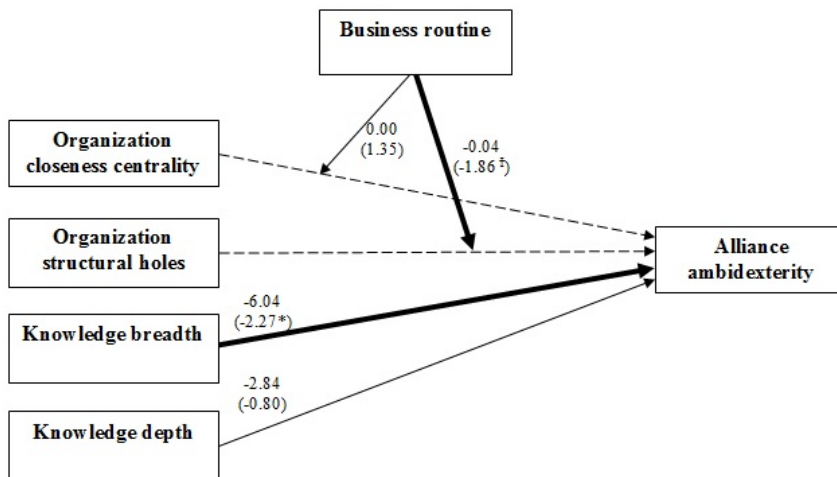 Business routine
0.00
(1.35)
-0.04
(-1.86‡)
Organization
closeness centrality
Organization
structural holes
Alliance
ambidexterity
-6.04
(-2.27*)
Knowledge breadth
-2.84
(-0.80)
Knowledge depth